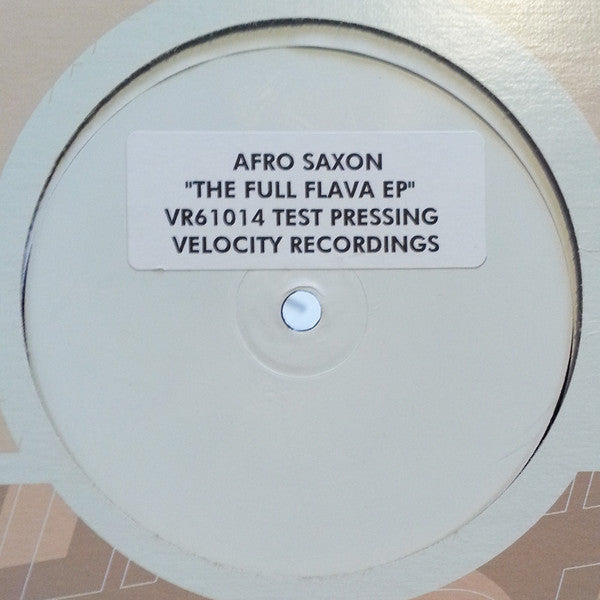 AFRO SAXON
"THE FULL FLAVA EP"
VR61014 TEST PRESSING
VELOCITY RECORDINGS